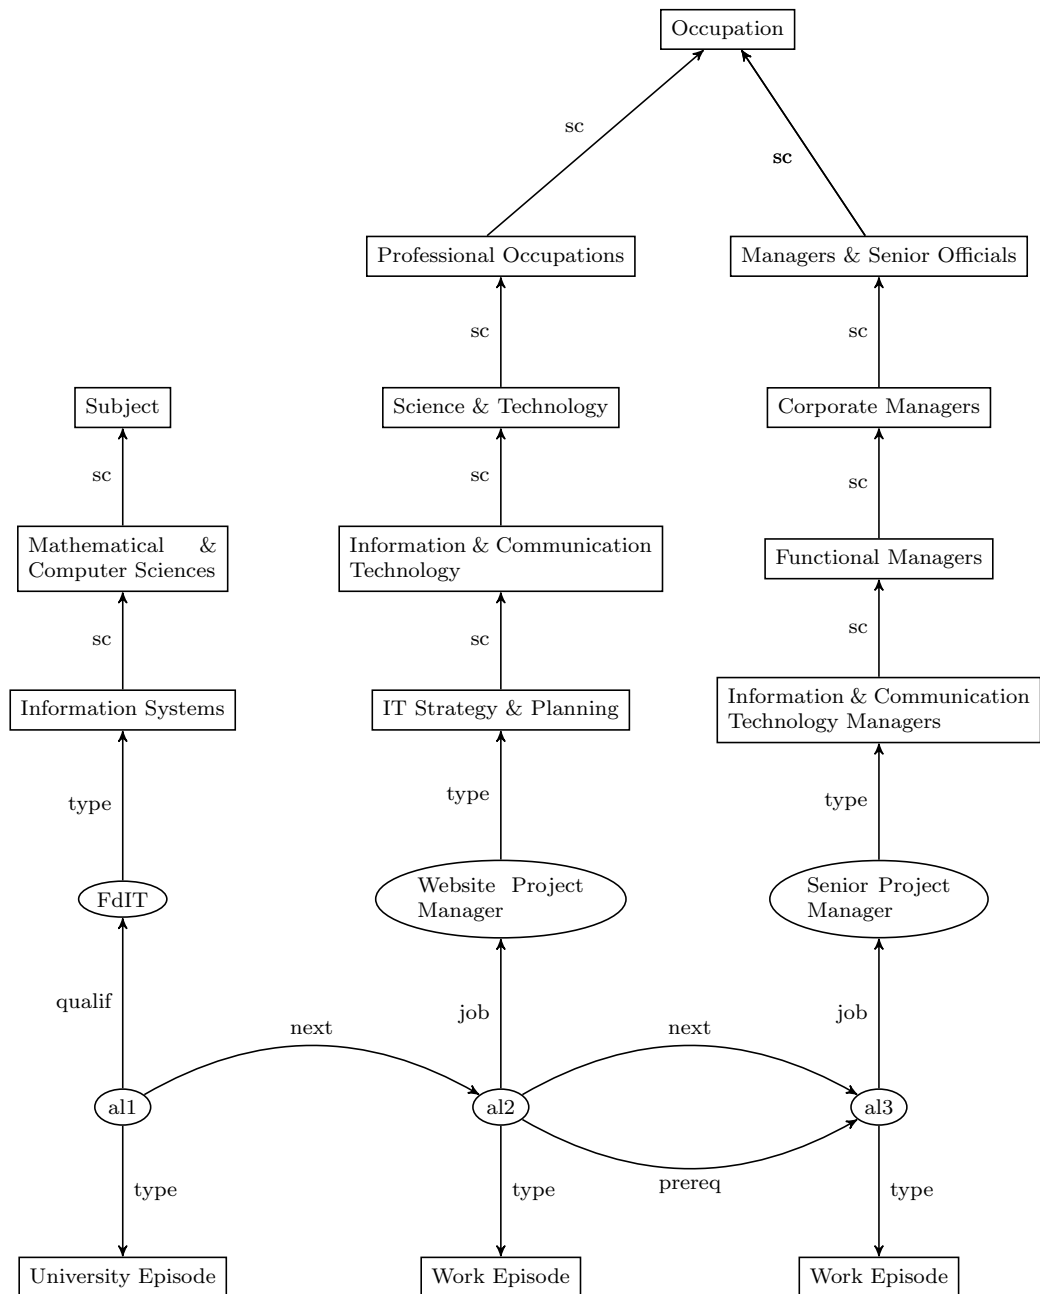 Occupation
sc
sc
Professional Occupations
Managers & Senior Officials
sc
sc
Subject
Science & Technology
Corporate Managers
sc
sc
sc
Mathematical &
Computer Sciences
Information & Communication
Technology
Functional Managers
sc
sc
sc
Information Systems
IT Strategy & Planning
Information & Communication
Technology Managers
type
type
type
FdIT
Website Project
Manager
Senior Project
Manager
qualif
job
job
next
next
al1
al2
al3
prereq
type
type
type
University Episode
Work Episode
Work Episode